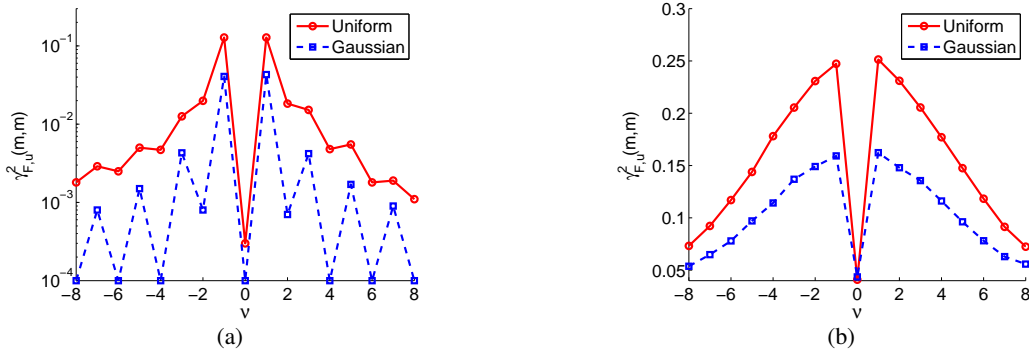 Uniform
Gaussian
10⁻¹
10⁻²
10⁻³
10⁻⁴
γ²F,u(m,m)
−8 −6 −4 −2 0 2 4 6 8
ν
(a)
Uniform
Gaussian
0.3
0.25
0.2
0.15
0.1
0.05
γ²F,u(m,m)
−8 −6 −4 −2 0 2 4 6 8
ν
(b)